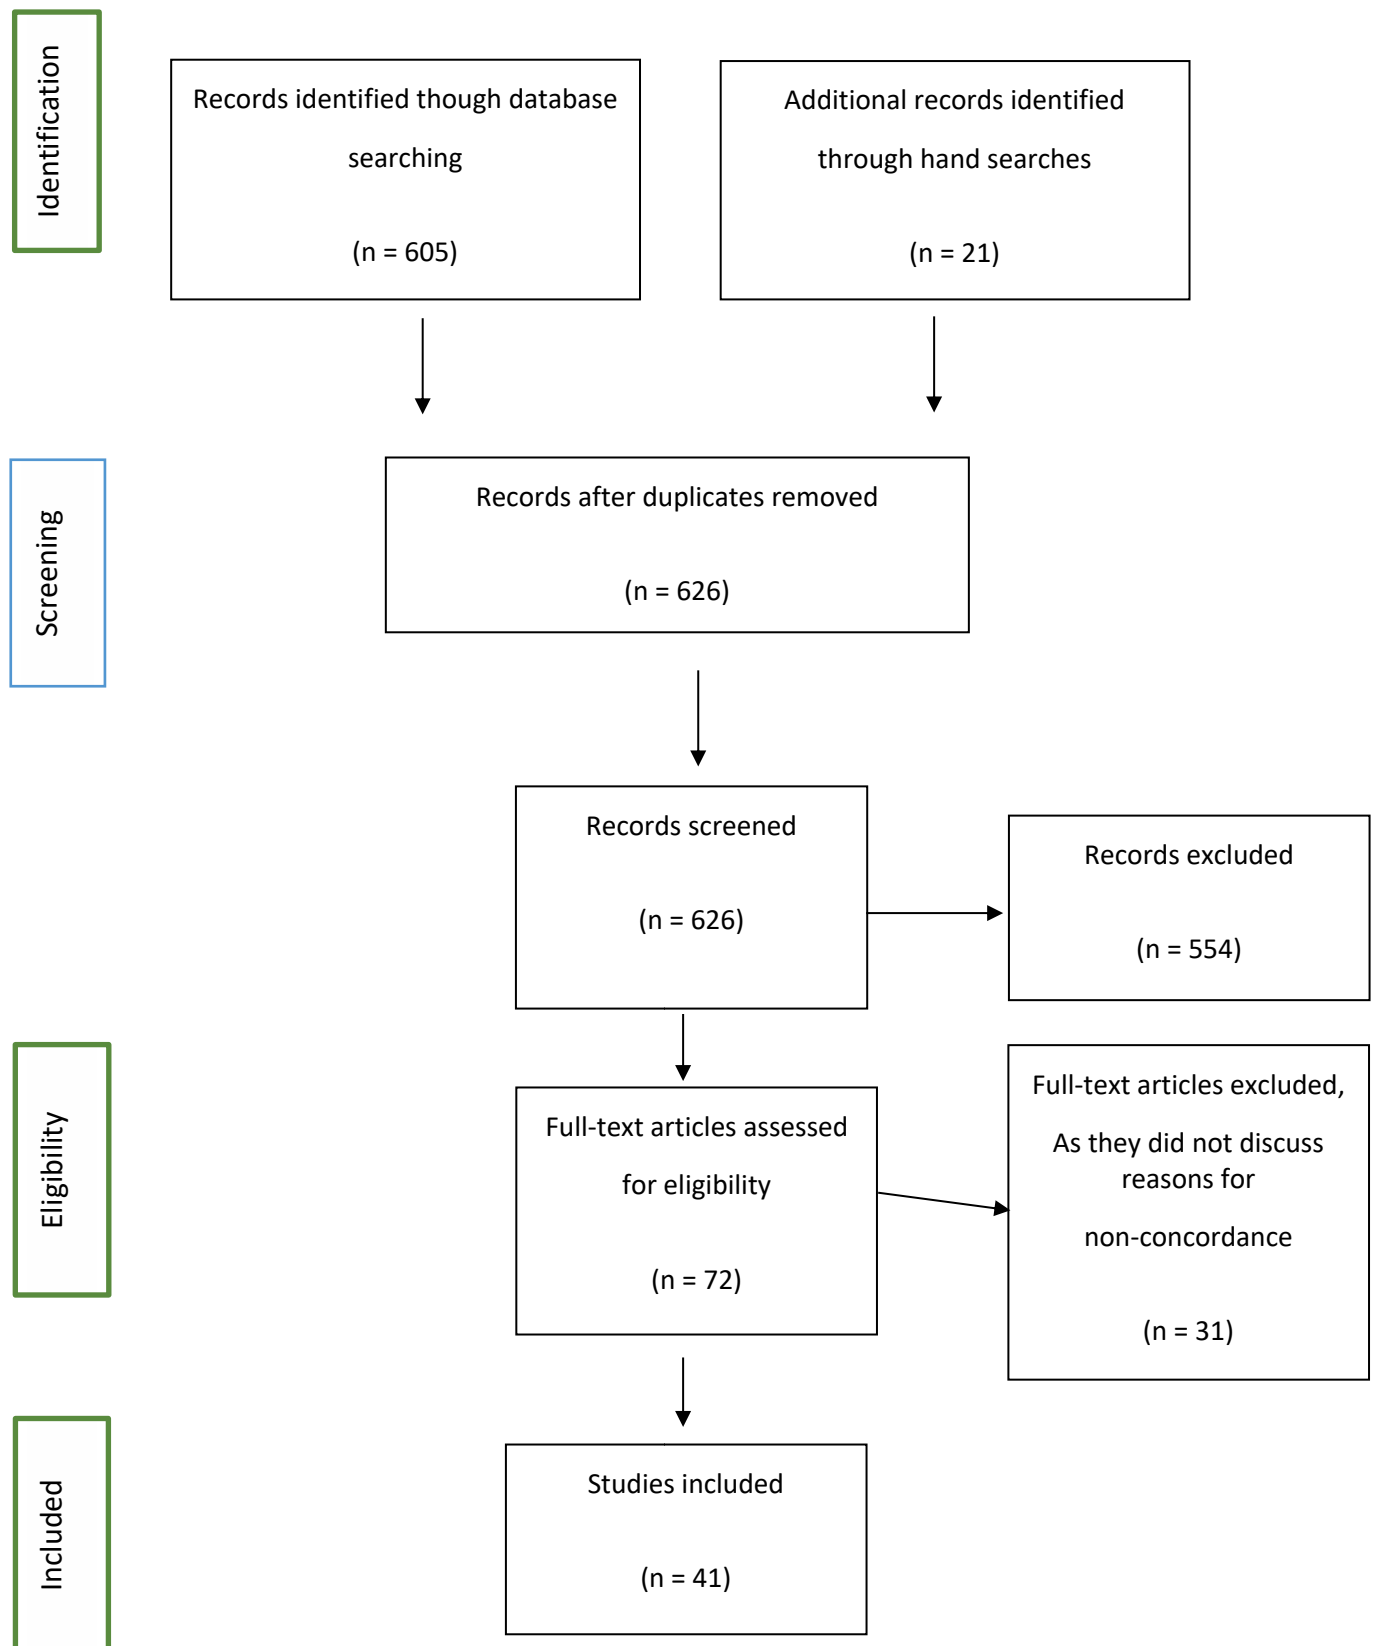 Identification
Records identified though database
searching
(n = 605)
Additional records identified
through hand searches
(n = 21)
Screening
Records after duplicates removed
(n = 626)
Records screened
(n = 626)
Records excluded
(n = 554)
Eligibility
Full-text articles assessed
for eligibility
(n = 72)
Full-text articles excluded,
As they did not discuss
reasons for
non-concordance
(n = 31)
Included
Studies included
(n = 41)